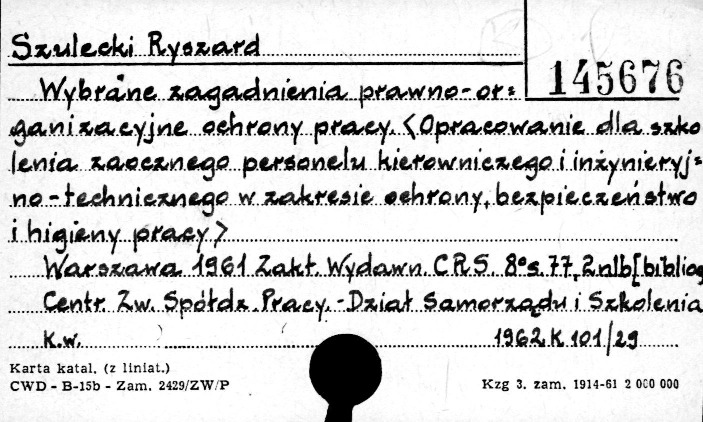 Szulecki Ryszard
145676
Wybrane zagadnienia prawno-or=
ganizacyjne ochrony pracy <Opracowanie dla szko
lenia zaocznego personelu kierowniczego i inżynieryj=
no-technicznego w zakresie ochrony, bezpieczeństwo
i higieny pracy>
Warszawa 1961 Zakł. Wydawn. CRS. 8° s. 77, 2 nlb [bibliog
Centr. Zw. Spółdz. Pracy.-Dział Samorządu i Szkolenia
K.w. 1962 K 101/29
Karta katal. (z liniat.)
CWD - B-15b - Zam. 2429/ZW/P
Kzg 3. zam. 1914-61 2 000 000